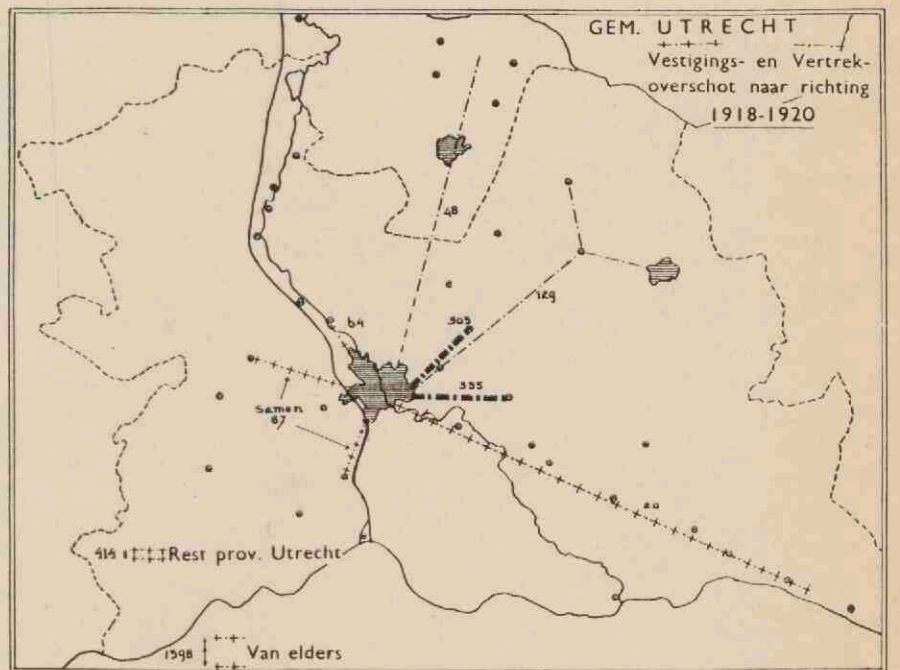 GEM. UTRECHT
Vestigings- en Vertrek-
overschot naar richting
1918-1920
48
129
64
305
335
Samen
87
20
414 Rest prov. Utrecht
1398 Van elders